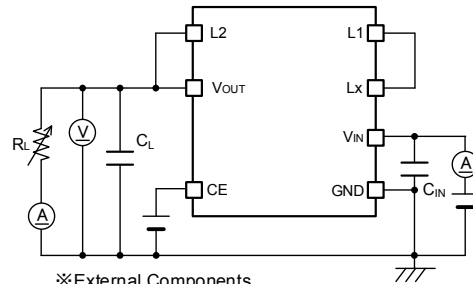 L2
L1
VOUT
Lx
RL
V
CL
VIN
A
CE
GND
CIN
A
※External Components